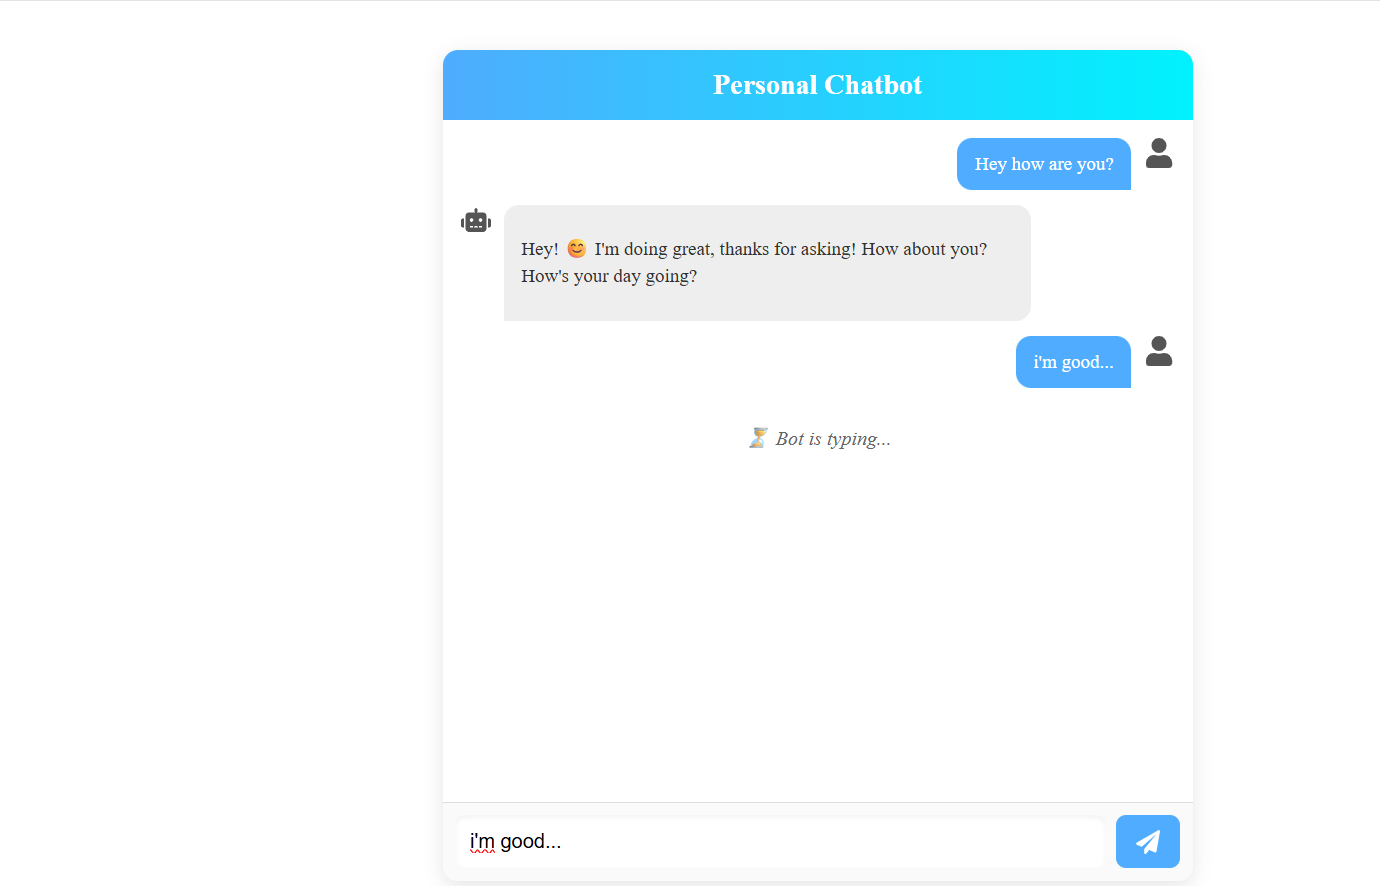 Personal Chatbot
Hey how are you?
Hey! 😊 I'm doing great, thanks for asking! How about you?
How's your day going?
i'm good...
⏳ Bot is typing...
i'm good...